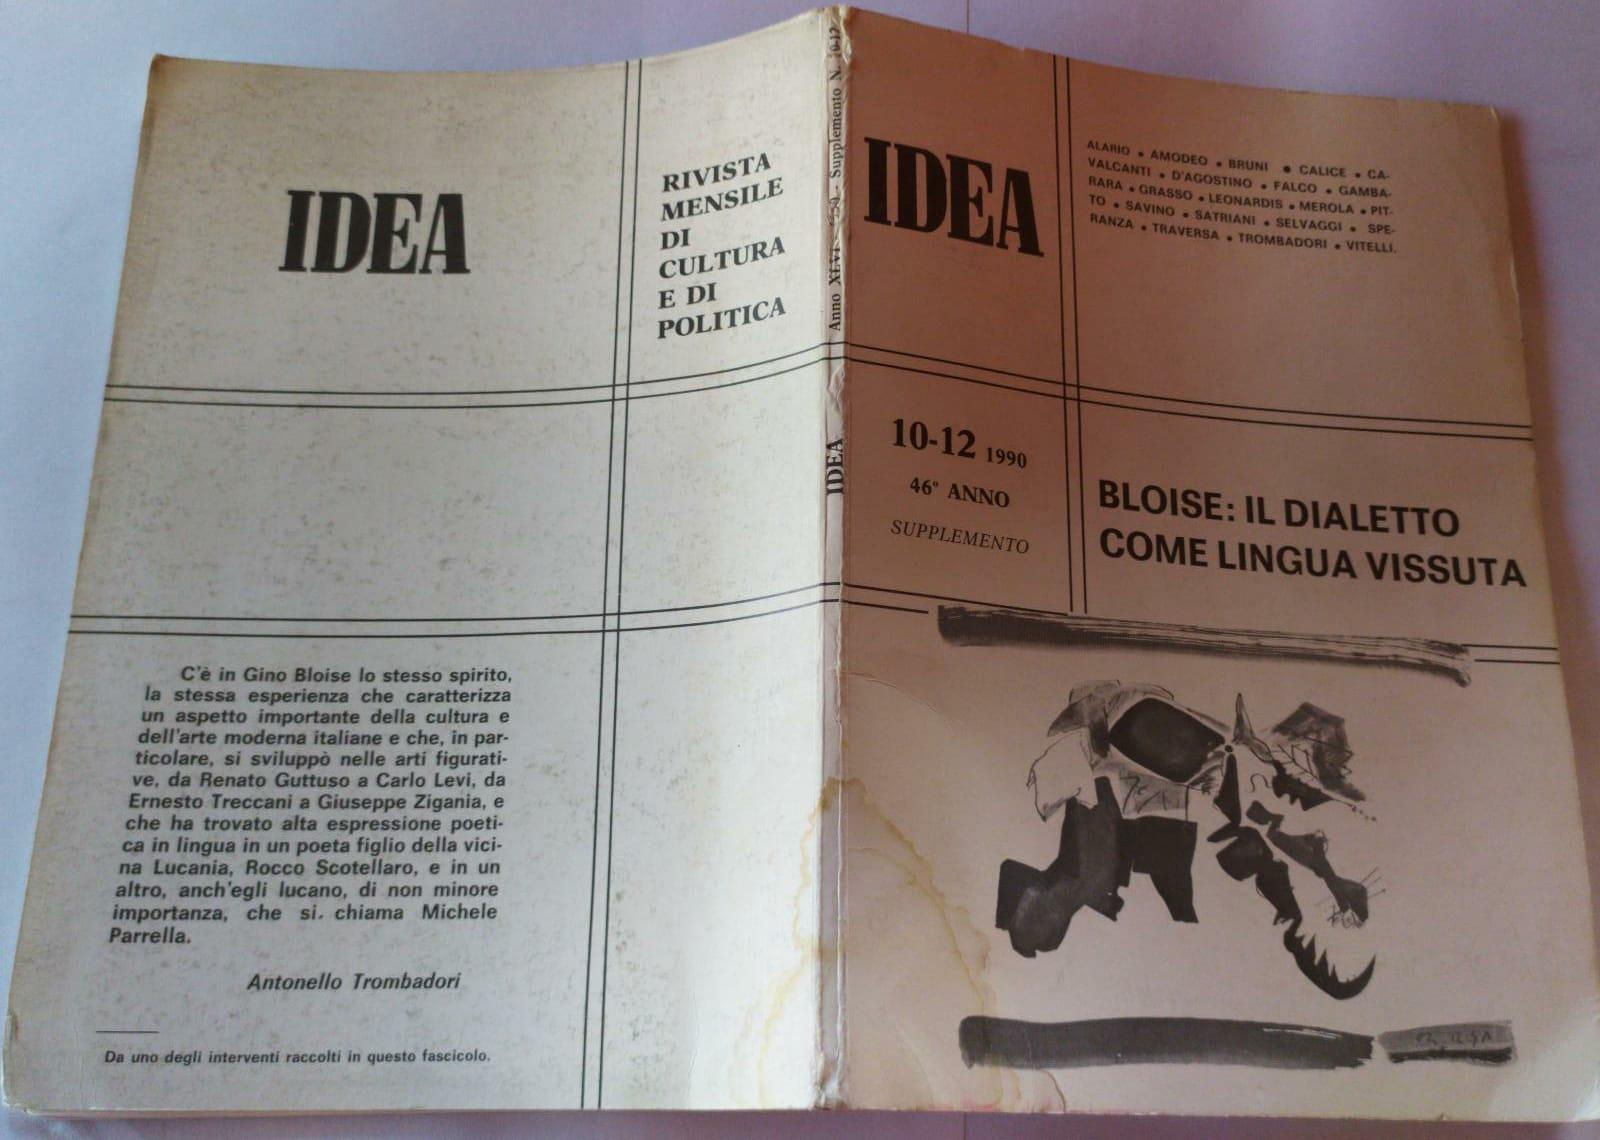 IDEA
RIVISTA
MENSILE
DI
CULTURA
E DI
POLITICA
C'è in Gino Bloise lo stesso spirito,
la stessa esperienza che caratterizza
un aspetto importante della cultura e
dell'arte moderna italiane e che, in par-
ticolare, si sviluppò nelle arti figurati-
ve, da Renato Guttuso a Carlo Levi, da
Ernesto Treccani a Giuseppe Zigania, e
che ha trovato alta espressione poeti-
ca in lingua in un poeta figlio della vici-
na Lucania, Rocco Scotellaro, e in un
altro, anch'egli lucano, di non minore
importanza, che si. chiama Michele
Parrella.
Antonello Trombadori
Da uno degli interventi raccolti in questo fascicolo.
IDEA Anno XLVI - Supplemento N. 10-12
IDEA
ALARIO • AMODEO • BRUNI • CALICE • CA-
VALCANTI • D'AGOSTINO • FALCO • GAMBA-
RARA • GRASSO • LEONARDIS • MEROLA • PIT-
TO • SAVINO • SATRIANI • SELVAGGI • SPE-
RANZA • TRAVERSA • TROMBADORI • VITELLI.
10-12 1990
46° ANNO
SUPPLEMENTO
BLOISE: IL DIALETTO
COME LINGUA VISSUTA